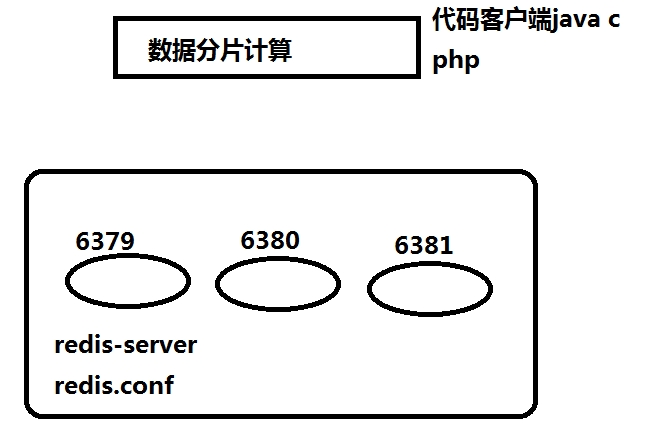 代码客户端java c
php
数据分片计算
6379
6380
6381
redis-server
redis.conf